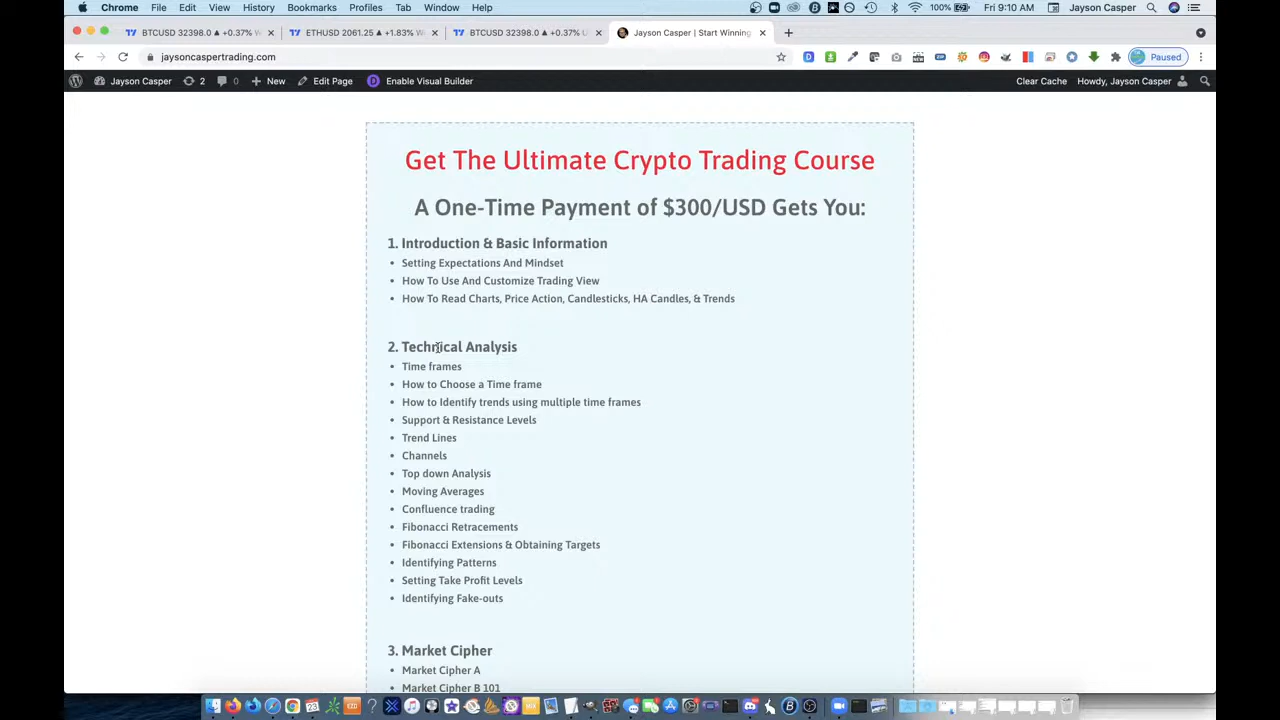 Chrome File Edit View History Bookmarks Profiles Tab Window Help 100% Fri 9:10 AM Jayson Casper
BTCUSD 32398.0 ▲ +0.37% ETHUSD 2061.25 ▲ +1.83% BTCUSD 32398.0 ▲ +0.37% Jayson Casper | Start Winning
jaysoncaspertrading.com Paused
Jayson Casper 2 0 New Edit Page Enable Visual Builder Clear Cache Howdy, Jayson Casper
Get The Ultimate Crypto Trading Course
A One-Time Payment of $300/USD Gets You:
1. Introduction & Basic Information
• Setting Expectations And Mindset
• How To Use And Customize Trading View
• How To Read Charts, Price Action, Candlesticks, HA Candles, & Trends
2. Technical Analysis
• Time frames
• How to Choose a Time frame
• How to Identify trends using multiple time frames
• Support & Resistance Levels
• Trend Lines
• Channels
• Top down Analysis
• Moving Averages
• Confluence trading
• Fibonacci Retracements
• Fibonacci Extensions & Obtaining Targets
• Identifying Patterns
• Setting Take Profit Levels
• Identifying Fake-outs
3. Market Cipher
• Market Cipher A
• Market Cipher B 101